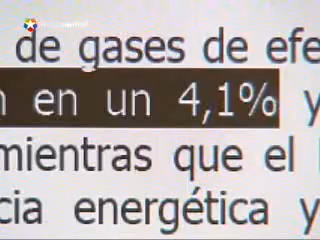 de gases de efe
n en un 4,1% y
mientras que el
cia energética y